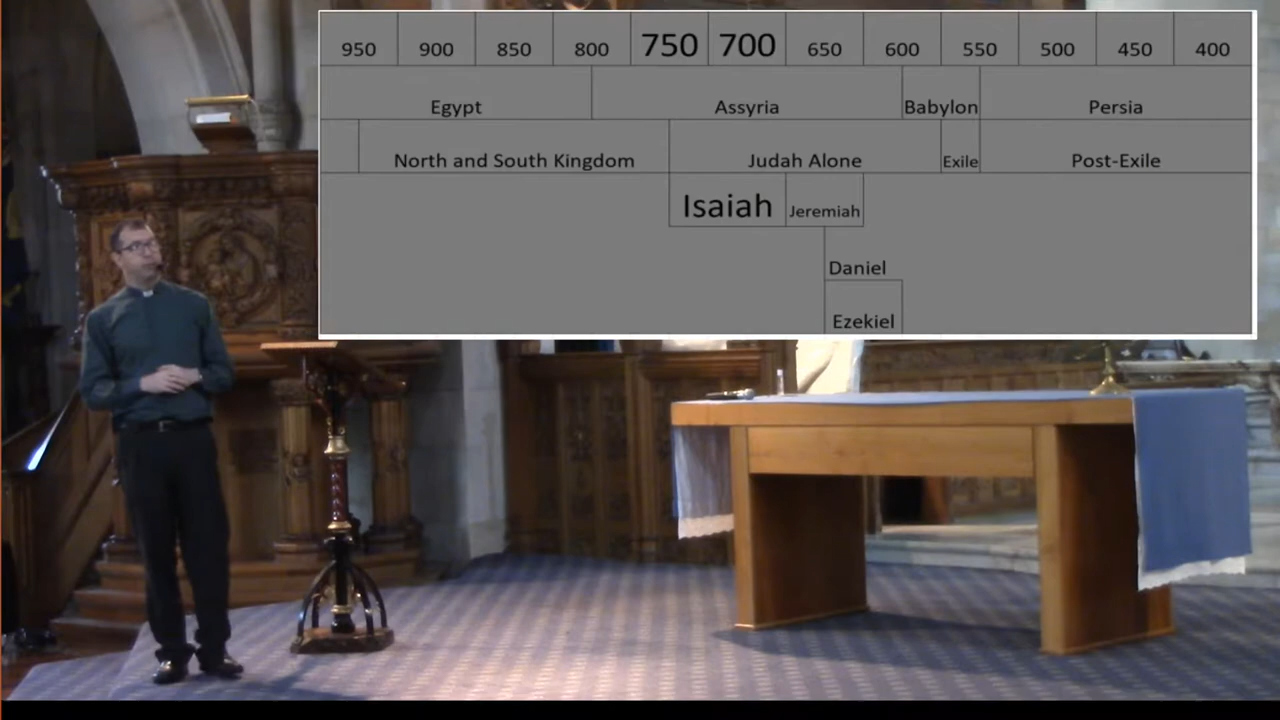 950 900 850 800 750 700 650 600 550 500 450 400
Egypt Assyria Babylon Persia
North and South Kingdom Judah Alone Exile Post-Exile
Isaiah Jeremiah
Daniel
Ezekiel